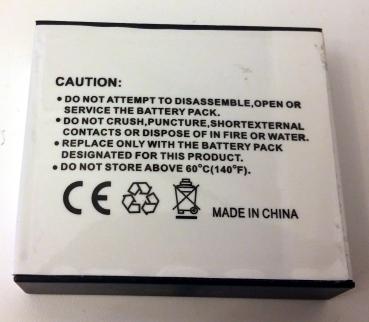 CAUTION:
•DO NOT ATTEMPT TO DISASSEMBLE,OPEN OR
SERVICE THE BATTERY PACK.
•DO NOT CRUSH,PUNCTURE,SHORTEXTERNAL
CONTACTS OR DISPOSE OF IN FIRE OR WATER.
•REPLACE ONLY WITH THE BATTERY PACK
DESIGNATED FOR THIS PRODUCT.
•DO NOT STORE ABOVE 60°C(140°F).
CE MADE IN CHINA